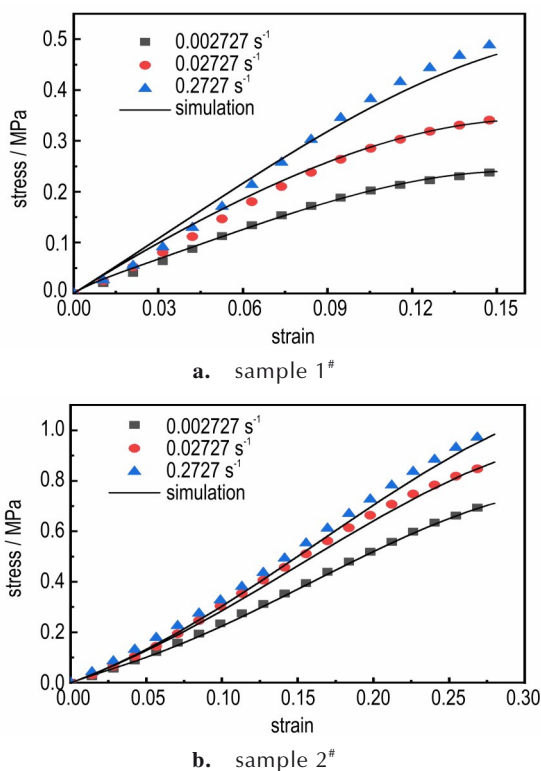 0.5
0.4
0.3
0.2
0.1
0.0
stress / MPa
0.002727 s⁻¹
0.02727 s⁻¹
0.2727 s⁻¹
simulation
0.00 0.03 0.06 0.09 0.12 0.15
strain
a. sample 1#
1.0
0.8
0.6
0.4
0.2
0.0
stress / MPa
0.002727 s⁻¹
0.02727 s⁻¹
0.2727 s⁻¹
simulation
0.00 0.05 0.10 0.15 0.20 0.25 0.30
strain
b. sample 2#